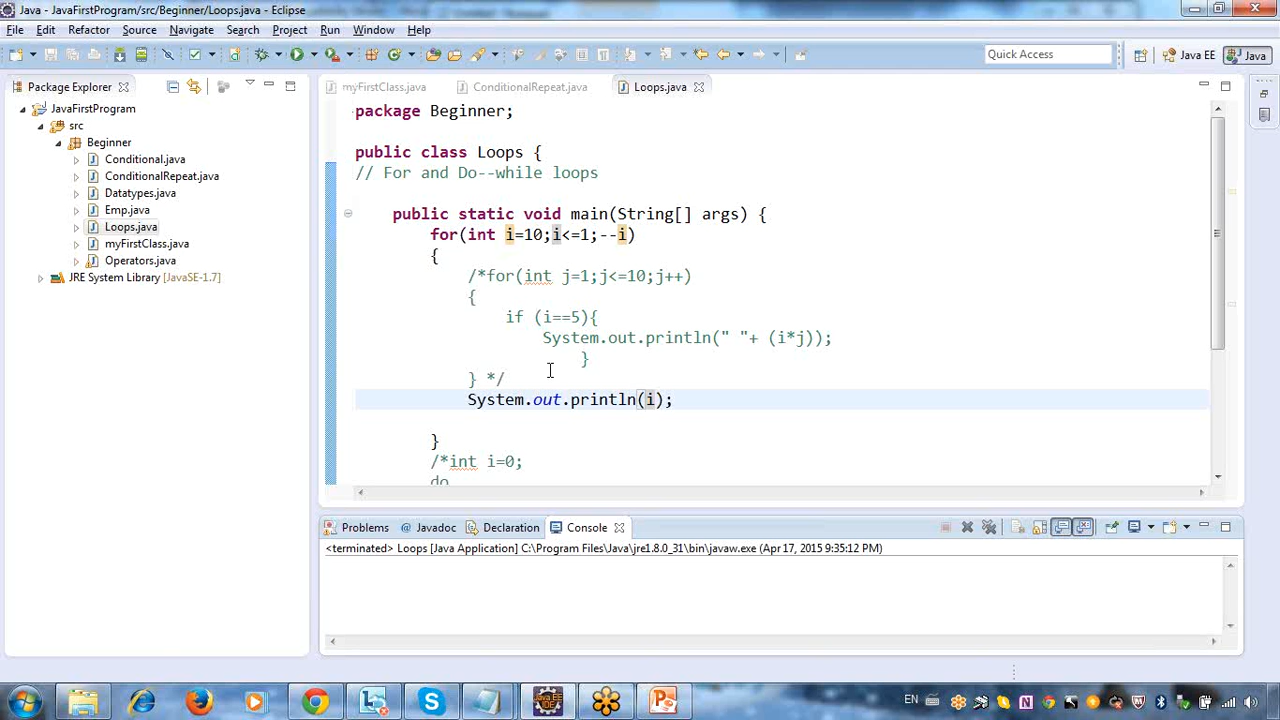 Java - JavaFirstProgram/src/Beginner/Loops.java - Eclipse
File Edit Refactor Source Navigate Search Project Run Window Help
Quick Access
Java EE
Java
Package Explorer
myFirstClass.java
ConditionalRepeat.java
Loops.java
JavaFirstProgram
src
Beginner
Conditional.java
ConditionalRepeat.java
Datatypes.java
Emp.java
Loops.java
myFirstClass.java
Operators.java
JRE System Library [JavaSE-1.7]
package Beginner;
public class Loops {
// For and Do--while loops
public static void main(String[] args) {
for(int i=10;i<=1;--i)
{
/*for(int j=1;j<=10;j++)
{
if (i==5){
System.out.println(" "+ (i*j));
}
} */
System.out.println(i);
}
/*int i=0;
do
Problems
Javadoc
Declaration
Console
<terminated> Loops [Java Application] C:\Program Files\Java\jre1.8.0_31\bin\javaw.exe (Apr 17, 2015 9:35:12 PM)
EN